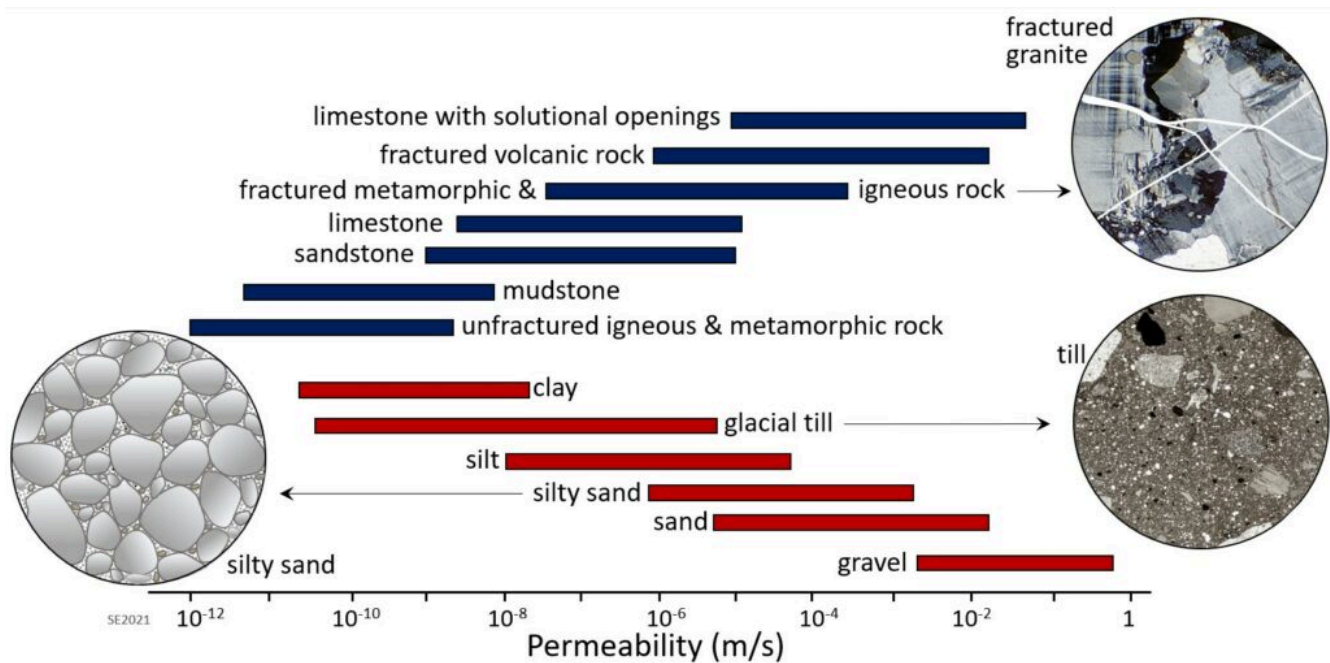 fractured
granite
limestone with solutional openings
fractured volcanic rock
fractured metamorphic & igneous rock
limestone
sandstone
mudstone
unfractured igneous & metamorphic rock
till
clay
glacial till
silt
silty sand
sand
silty sand
gravel
10-12 10-10 10-8 10-6 10-4 10-2 1
SE2021
Permeability (m/s)